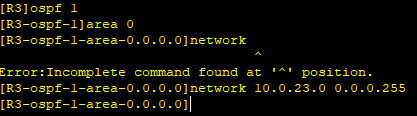 [R3]ospf 1
[R3-ospf-1]area 0
[R3-ospf-1-area-0.0.0.0]network
^
Error:Incomplete command found at '^' position.
[R3-ospf-1-area-0.0.0.0]network 10.0.23.0 0.0.0.255
[R3-ospf-1-area-0.0.0.0]